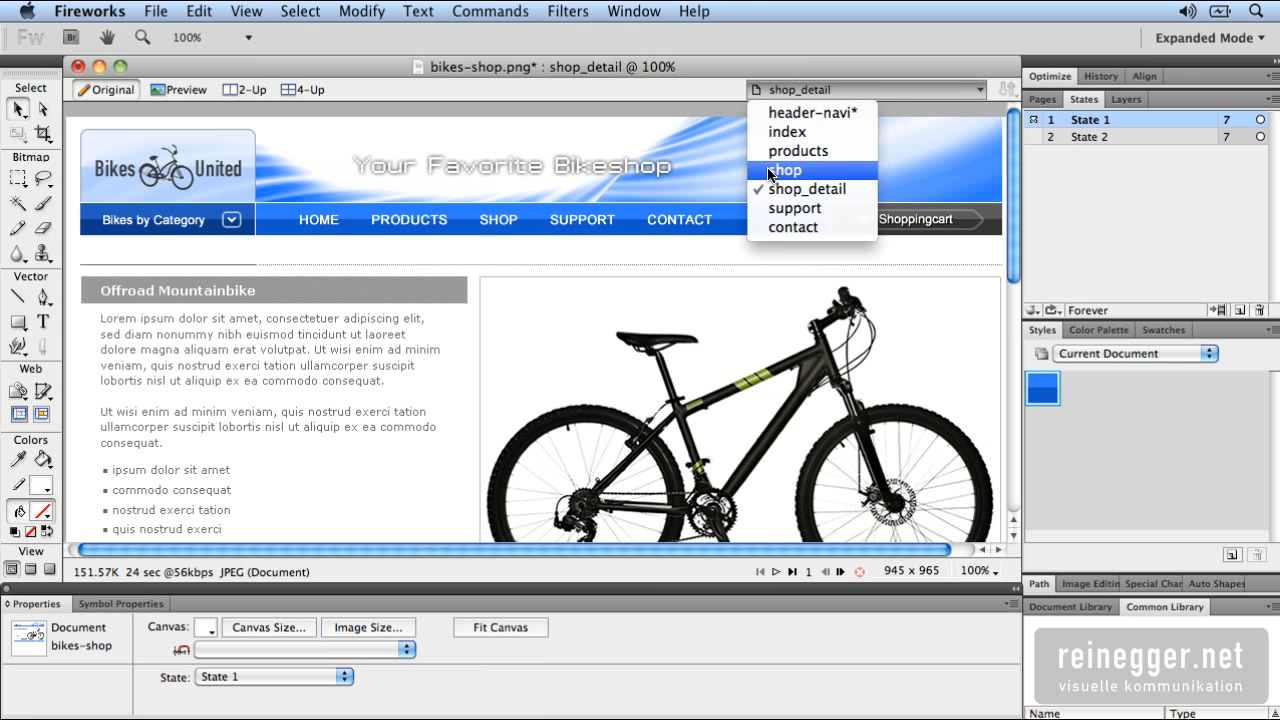 Fireworks File Edit View Select Modify Text Commands Filters Window Help
Fw Br 100% Expanded Mode
bikes-shop.png* : shop_detail @ 100%
Original Preview 2-Up 4-Up shop_detail
header-navi*
index
products
shop
shop_detail
support
contact
Select
Bitmap
Vector
Web
Colors
View
Bikes United
Your Favorite Bikeshop
Bikes by Category HOME PRODUCTS SHOP SUPPORT CONTACT Shoppingcart
Offroad Mountainbike
Lorem ipsum dolor sit amet, consectetuer adipiscing elit,
sed diam nonummy nibh euismod tincidunt ut laoreet
dolore magna aliquam erat volutpat. Ut wisi enim ad minim
veniam, quis nostrud exerci tation ullamcorper suscipit
lobortis nisl ut aliquip ex ea commodo consequat.
Ut wisi enim ad minim veniam, quis nostrud exerci tation
ullamcorper suscipit lobortis nisl ut aliquip ex ea commodo
consequat.
ipsum dolor sit amet
commodo consequat
nostrud exerci tation
quis nostrud exerci
151.57K 24 sec @56kbps JPEG (Document) 1 945 x 965 100%
Properties Symbol Properties
Document
bikes-shop
Canvas: Canvas Size... Image Size... Fit Canvas
State: State 1
Optimize History Align
Pages States Layers
1 State 1 7
2 State 2 7
Forever
Styles Color Palette Swatches
Current Document
Path Image Editin Special Char Auto Shapes
Document Library Common Library
reinegger.net
visuelle kommunikation
Name Type